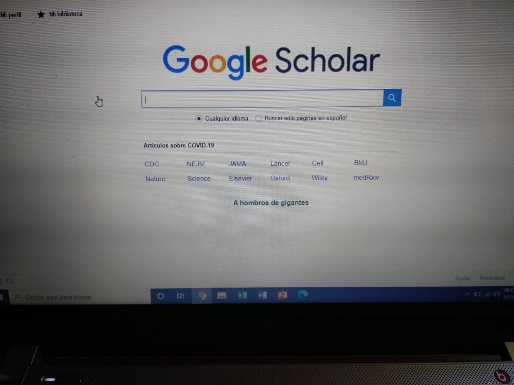 Mi perfil Mi biblioteca
Google Scholar
Cualquier idioma Buscar solo páginas en español
Artículos sobre COVID-19
CDC NEJM JAMA Lancet Cell BMJ
Nature Science Elsevier Oxford Wiley medRxiv
A hombros de gigantes
Ayuda Privacidad
Escribe aquí para buscar